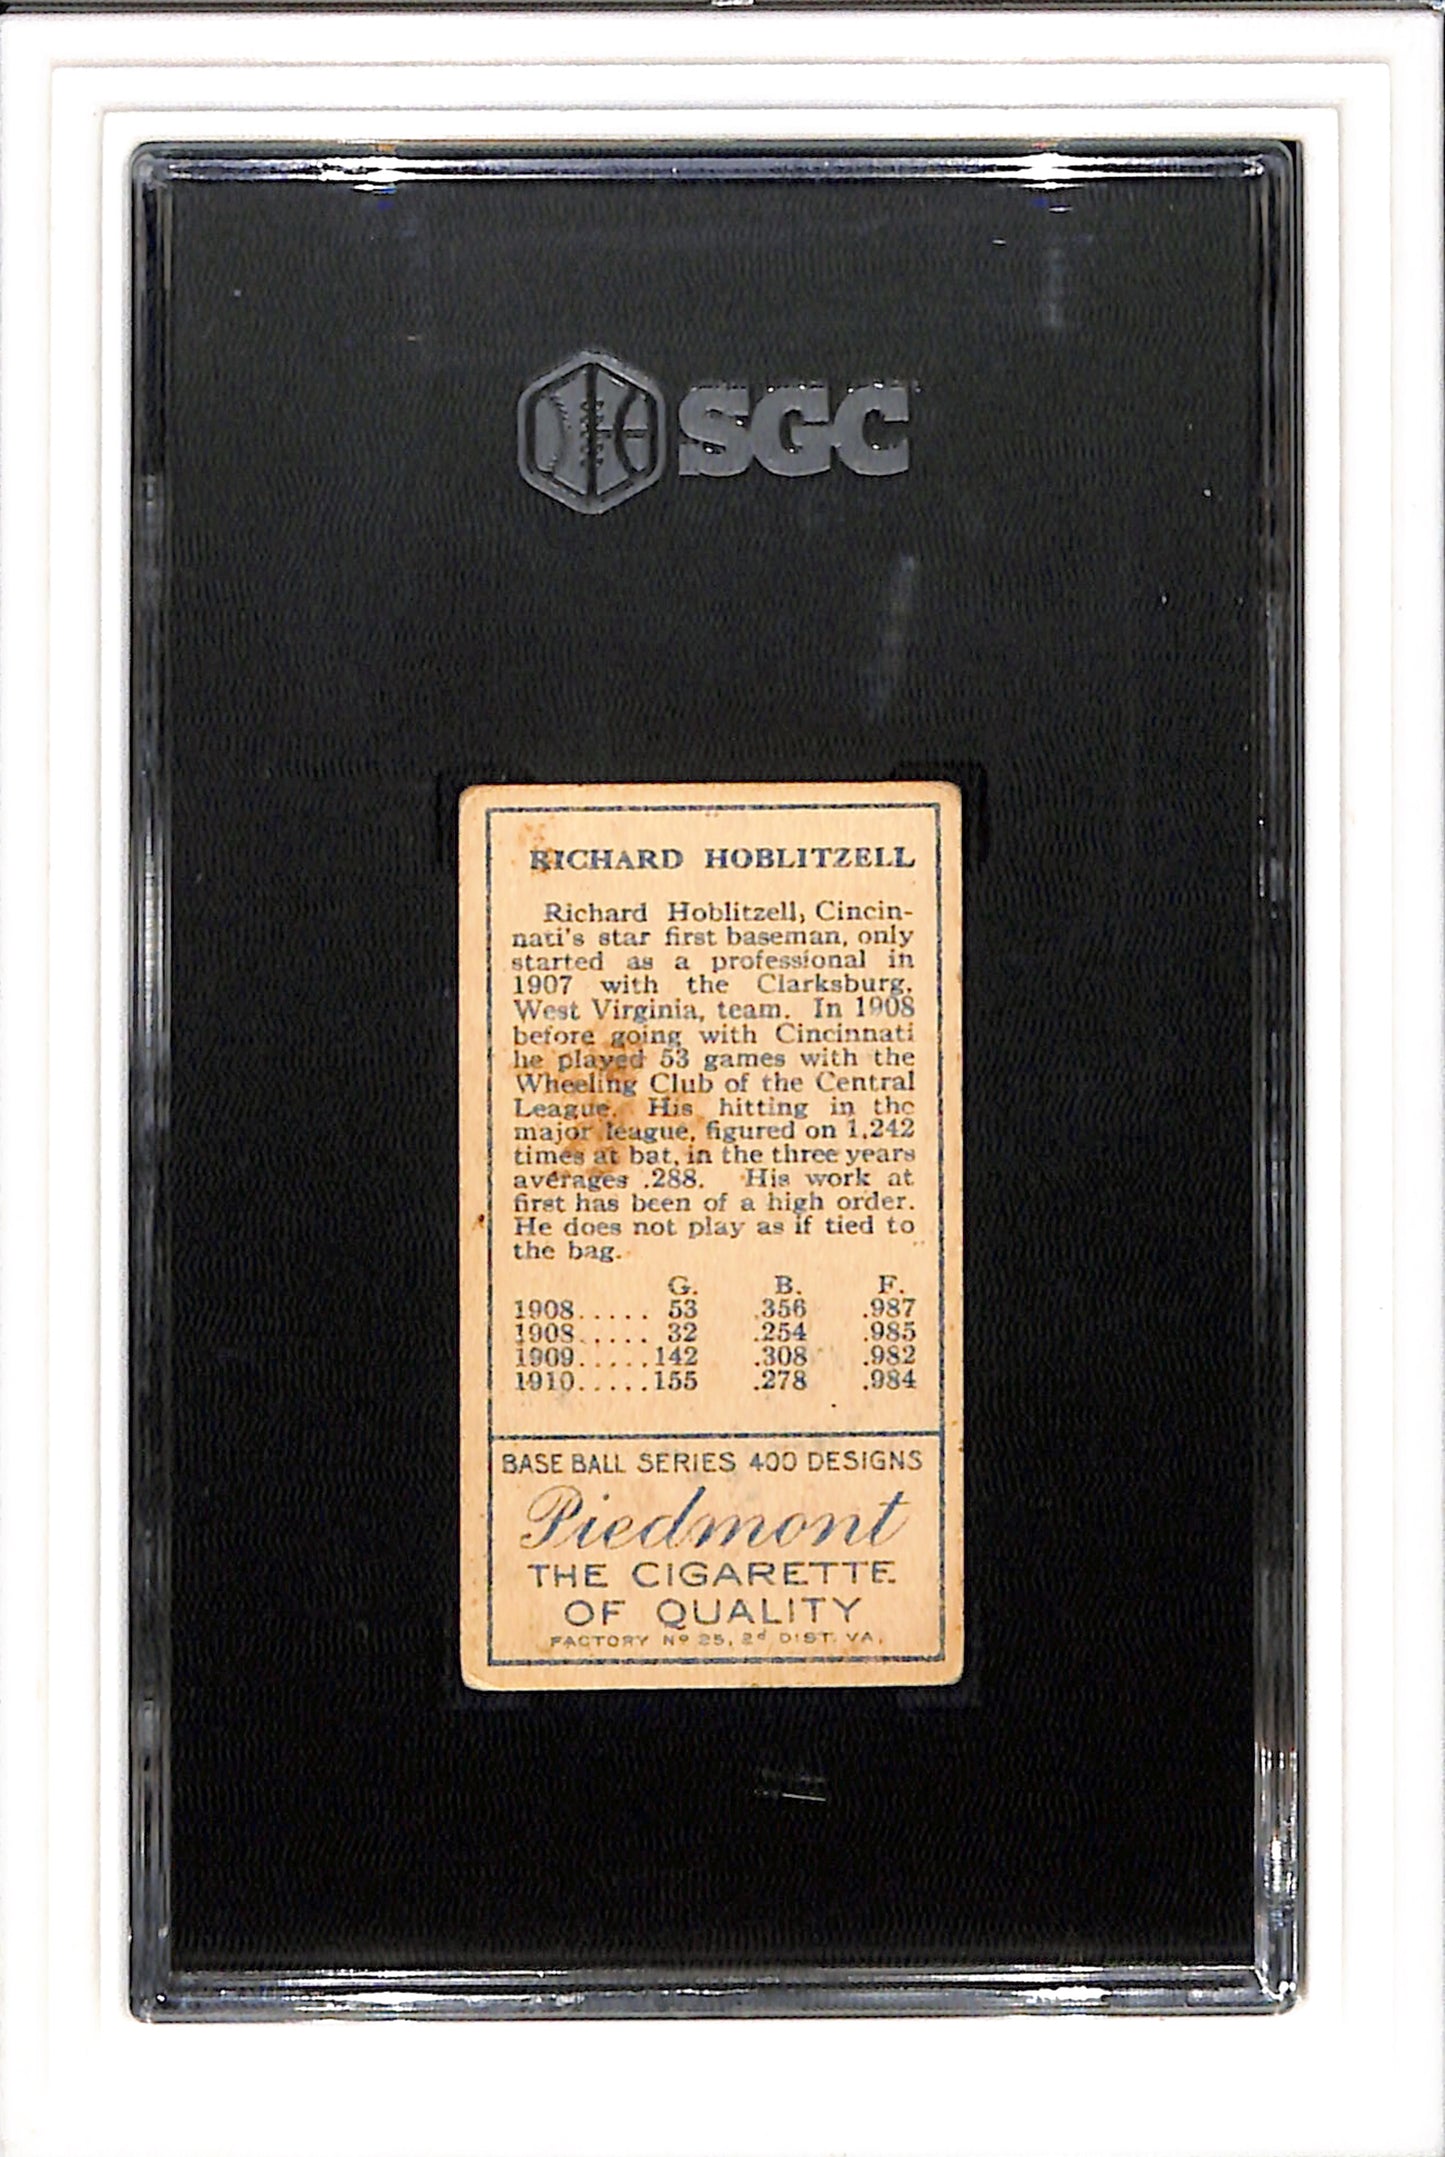 SGC
RICHARD HOBLITZELL
Richard Hoblitzell, Cincin-
nati's star first baseman, only
started as a professional in
1907 with the Clarksburg,
West Virginia, team. In 1908
before going with Cincinnati
he played 53 games with the
Wheeling Club of the Central
League. His hitting in the
major league, figured on 1,242
times at bat, in the three years
averages .288. His work at
first has been of a high order.
He does not play as if tied to
the bag.
G. B. F.
1908..... 53 .356 .987
1908..... 32 .254 .985
1909.....142 .308 .982
1910.....155 .278 .984
BASE BALL SERIES 400 DESIGNS
Piedmont
THE CIGARETTE
OF QUALITY
FACTORY Nº 25, 2d DIST. VA.